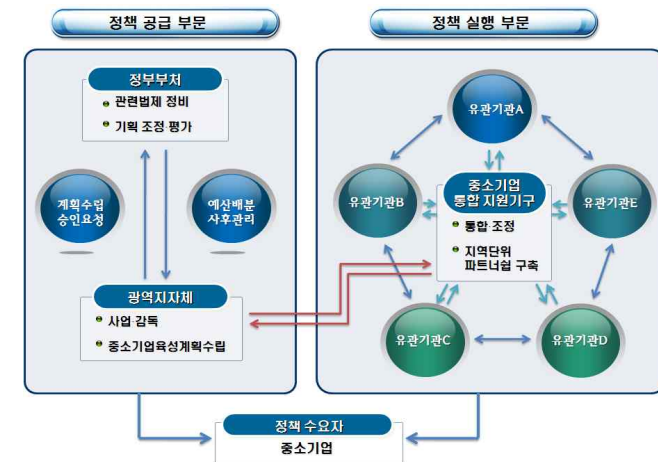 정책 공급 부문
정책 실행 부문
정부부처
관련법제 정비
기획 조정 평가
계획수립
승인요청
예산배분
사후관리
광역지자체
사업 감독
중소기업육성계획수립
유관기관A
유관기관B
중소기업
통합 지원기구
통합 조정
지역단위
파트너쉽 구축
유관기관E
유관기관C
유관기관D
정책 수요자
중소기업